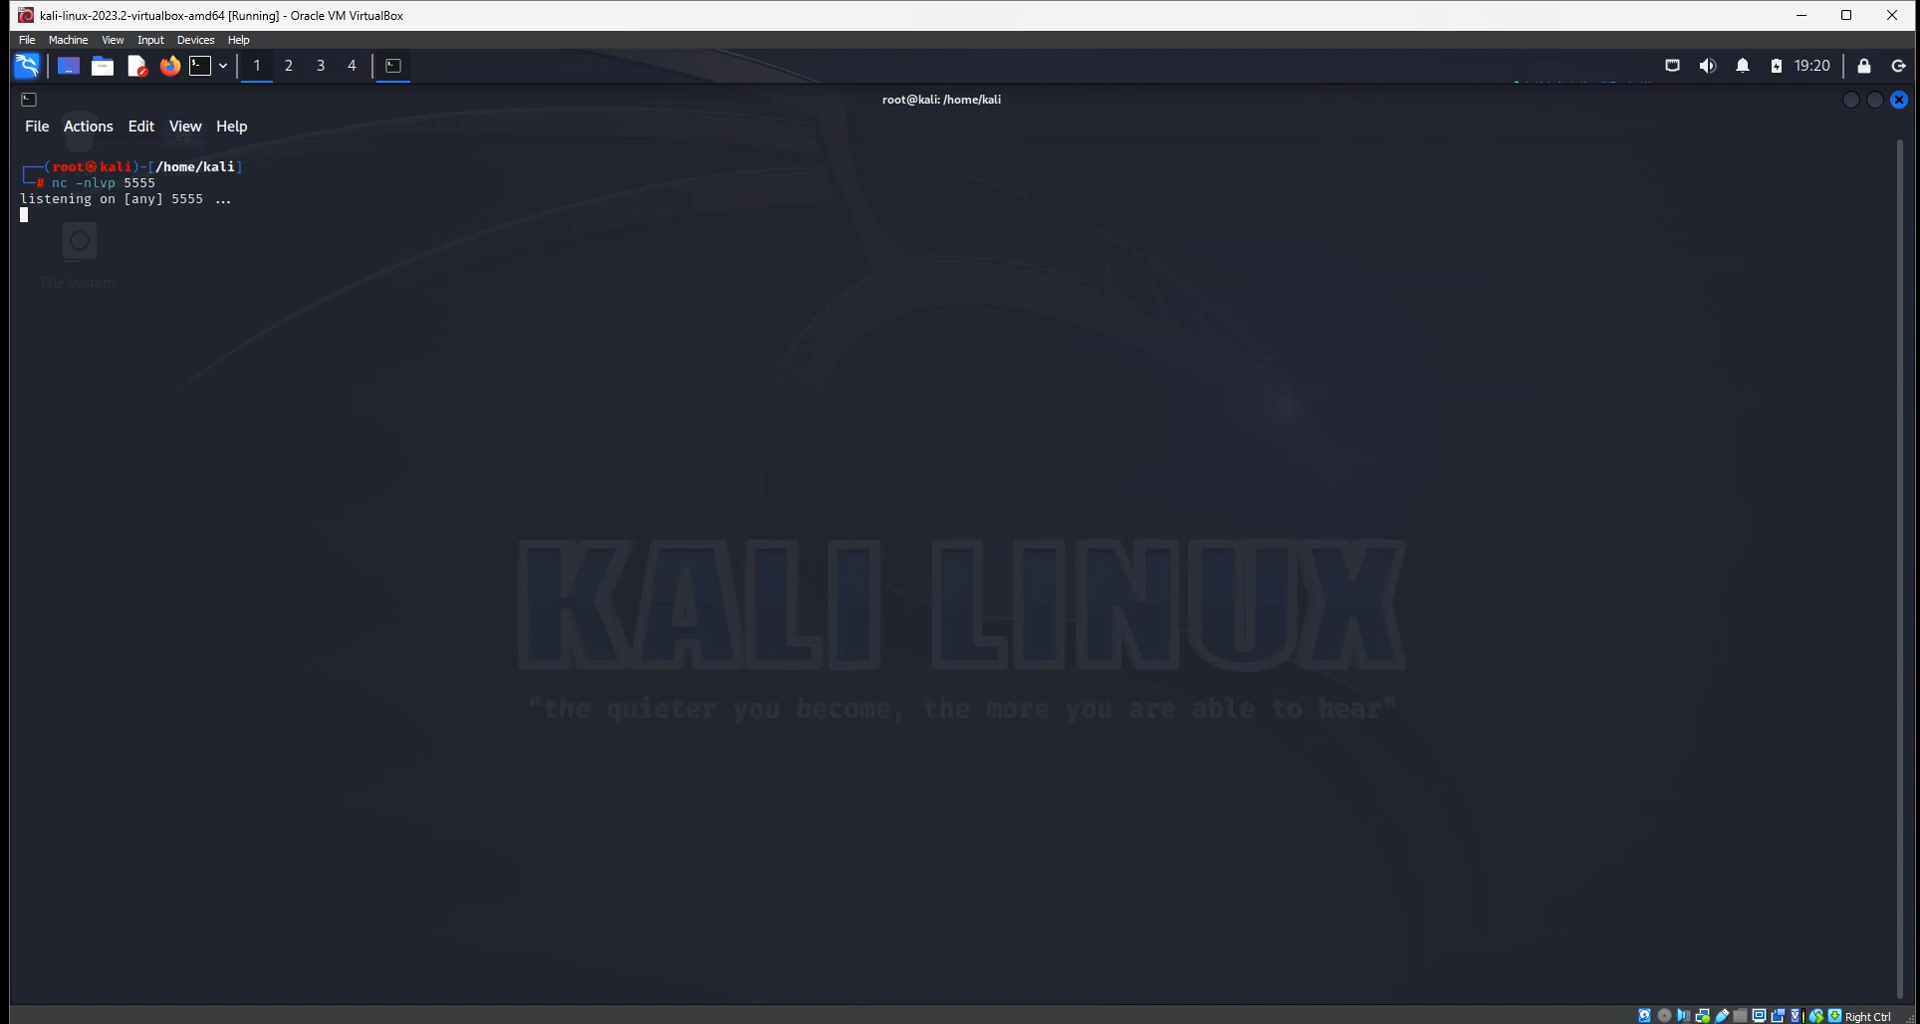 kali-linux-2023.2-virtualbox-amd64 [Running] - Oracle VM VirtualBox
File Machine View Input Devices Help
1 2 3 4 19:20
root@kali: /home/kali
File Actions Edit View Help
(root㉿kali)-[/home/kali]
# nc -nlvp 5555
listening on [any] 5555 ...
File System
KALI LINUX
"the quieter you become, the more you are able to hear"
Right Ctrl